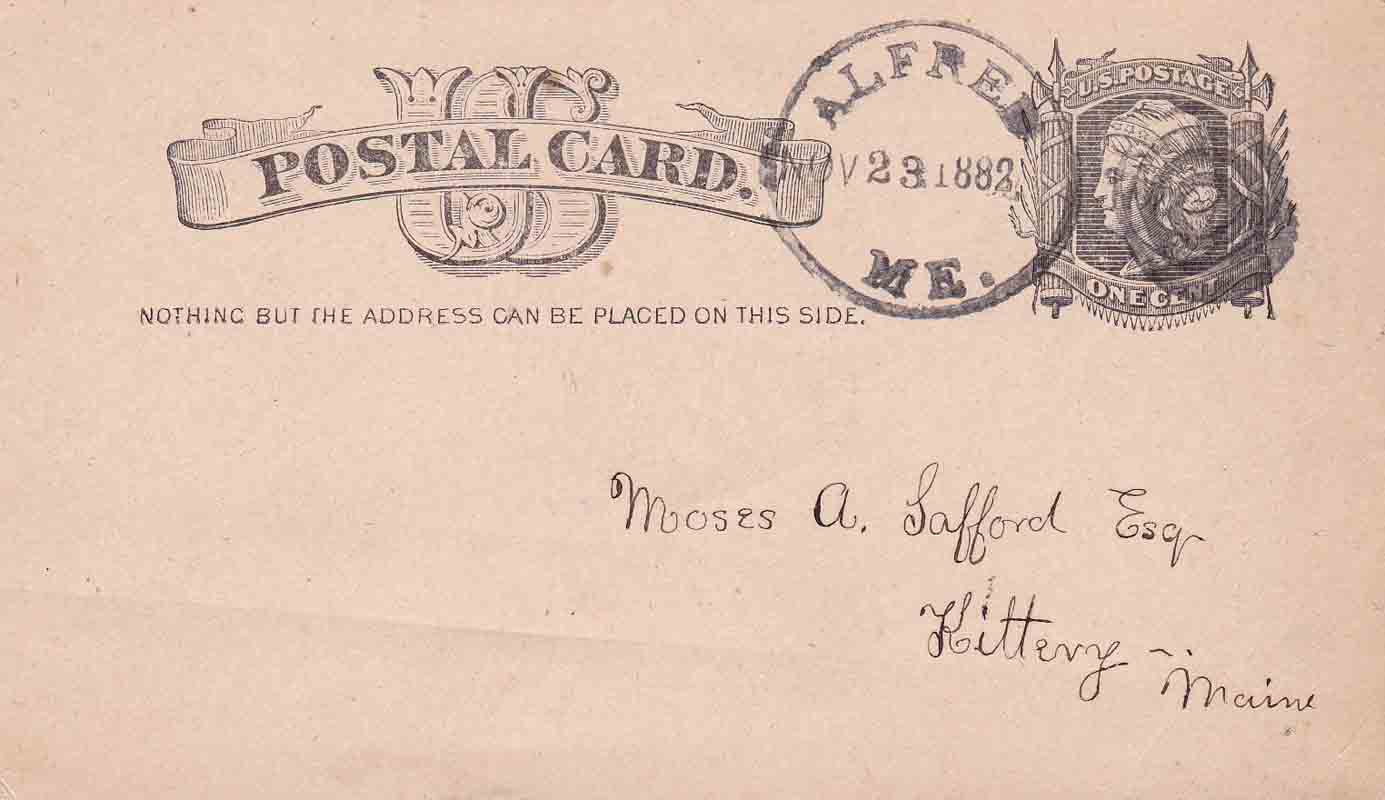 US
POSTAL CARD.
NOTHING BUT THE ADDRESS CAN BE PLACED ON THIS SIDE.
ALFRED
NOV 23 1882
ME.
U.S. POSTAGE
ONE CENT
Moses A. Safford Esq
Kittery -
Maine